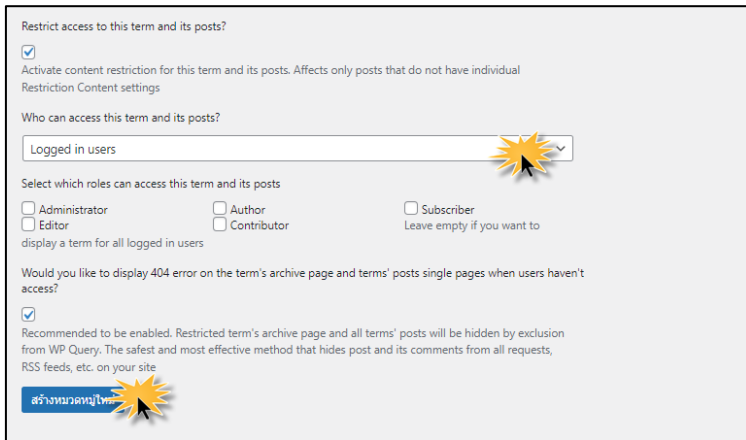 Restrict access to this term and its posts?
Activate content restriction for this term and its posts. Affects only posts that do not have individual
Restriction Content settings
Who can access this term and its posts?
Logged in users
Select which roles can access this term and its posts
Administrator Author Subscriber
Editor Contributor Leave empty if you want to
display a term for all logged in users
Would you like to display 404 error on the term's archive page and terms' posts single pages when users haven't
access?
Recommended to be enabled. Restricted term's archive page and all terms' posts will be hidden by exclusion
from WP Query. The safest and most effective method that hides post and its comments from all requests,
RSS feeds, etc. on your site
สร้างหมวดหมู่ใหม่